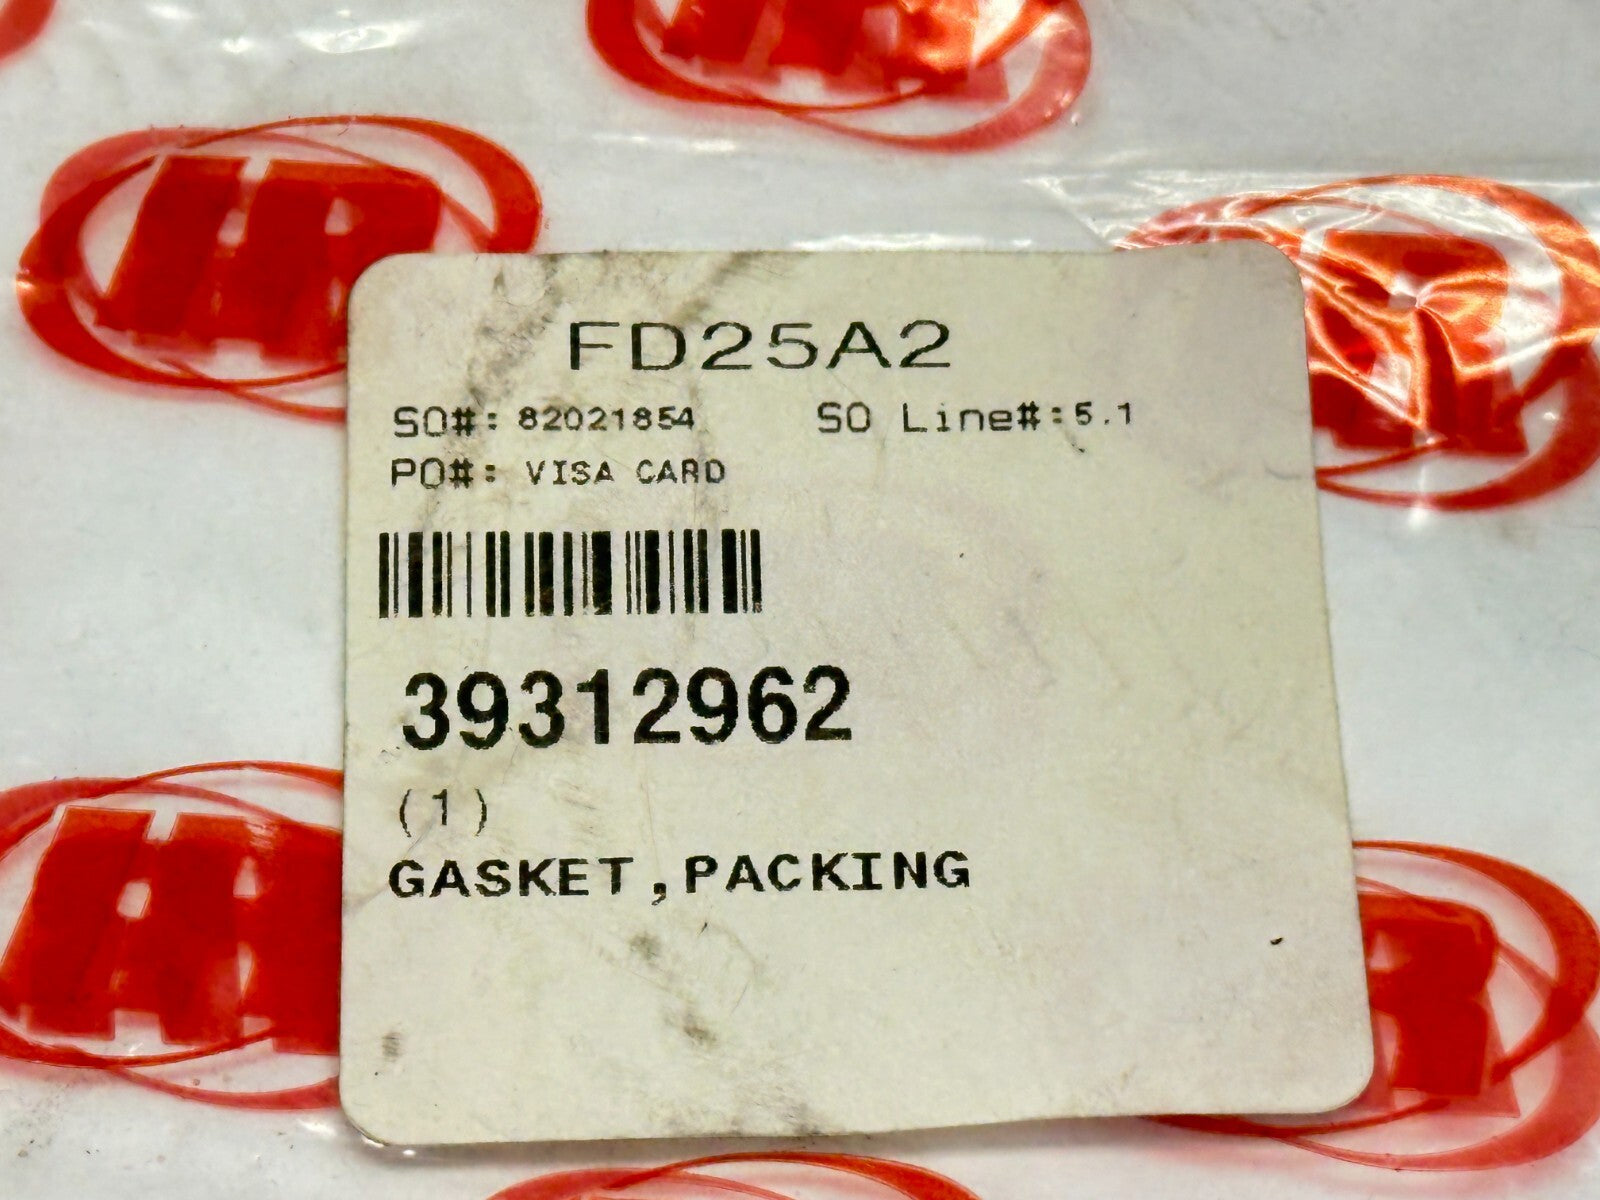 FD25A2
SO#: 82021854 SO Line#:5.1
PO#: VISA CARD
39312962
(1)
GASKET,PACKING